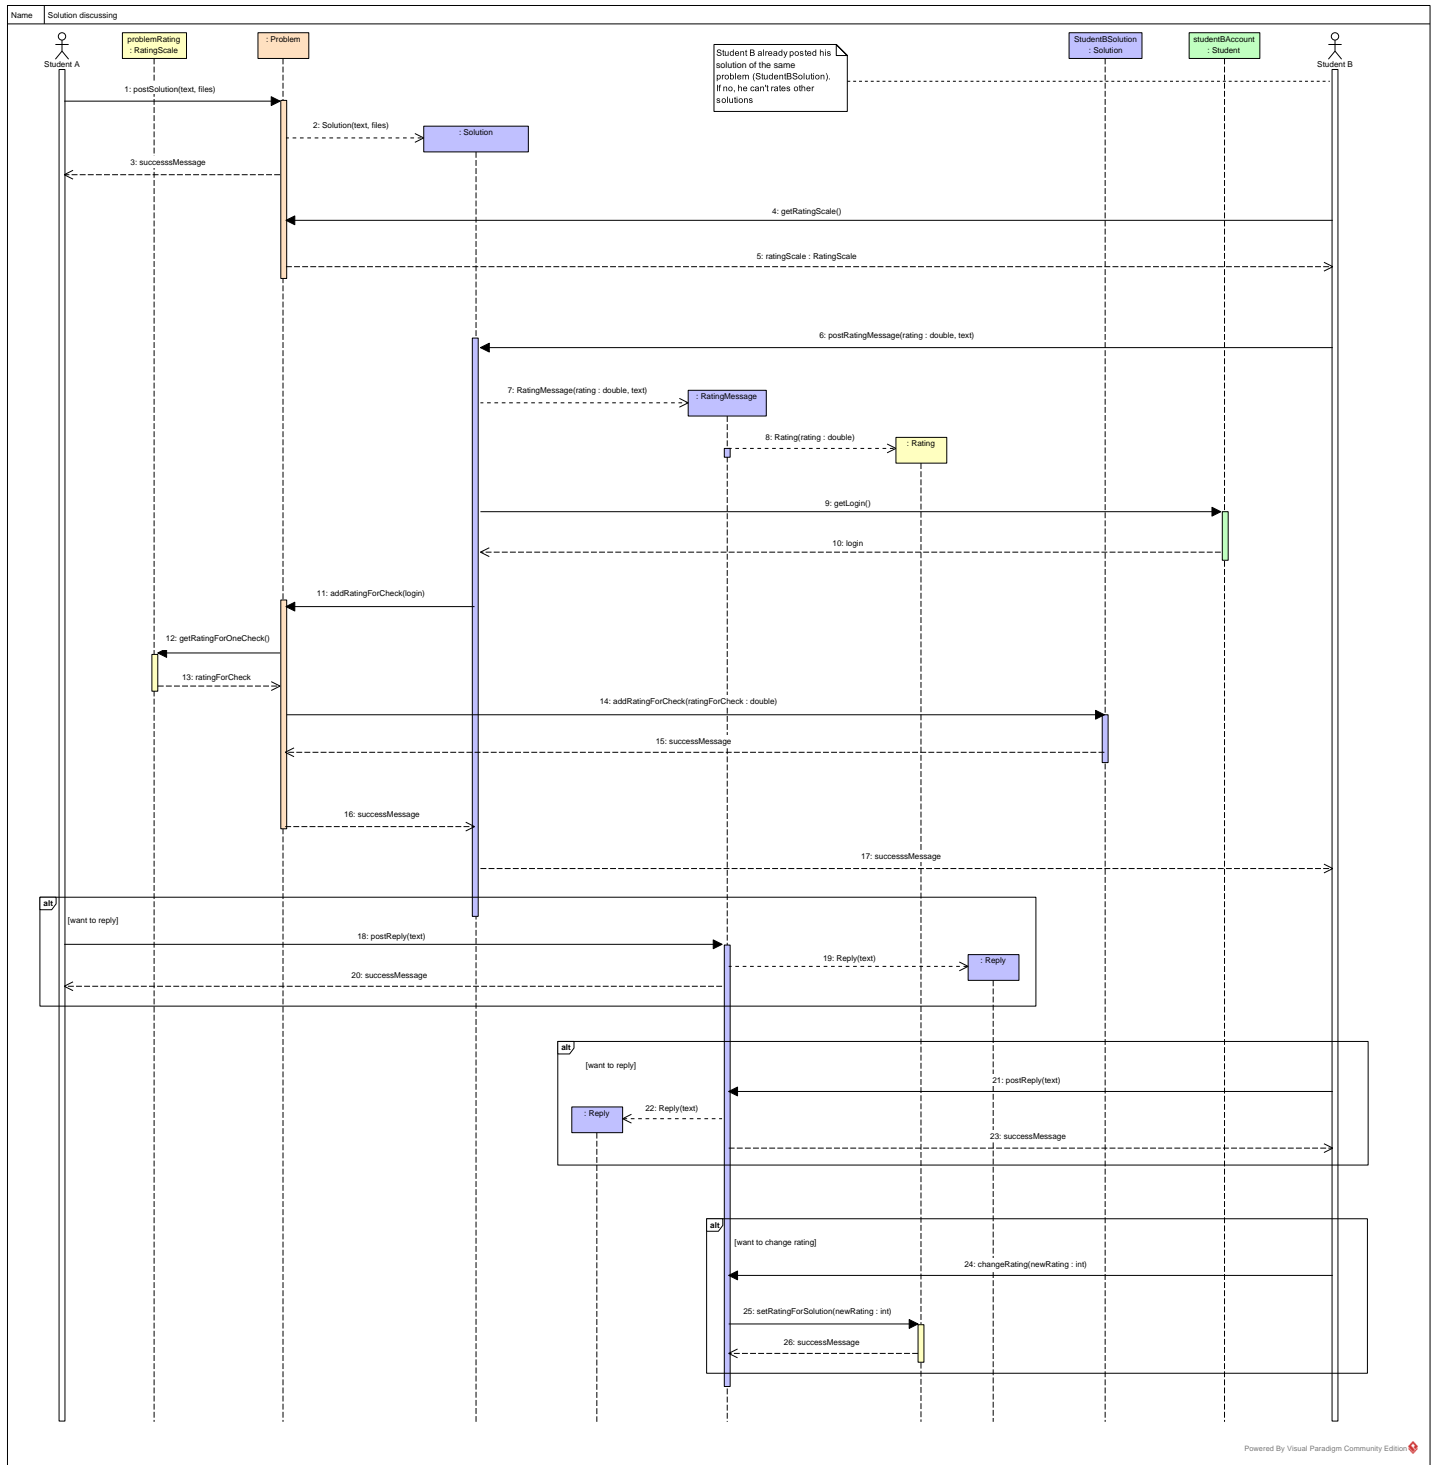 Name Solution discussing
Student A
problemRating
: RatingScale
: Problem
Student B already posted his
solution of the same
problem (StudentBSolution).
If no, he can't rates other
solutions
StudentBSolution
: Solution
studentBAccount
: Student
Student B
1: postSolution(text, files)
2: Solution(text, files)
: Solution
3: successsMessage
4: getRatingScale()
5: ratingScale : RatingScale
6: postRatingMessage(rating : double, text)
7: RatingMessage(rating : double, text)
: RatingMessage
8: Rating(rating : double)
: Rating
9: getLogin()
10: login
11: addRatingForCheck(login)
12: getRatingForOneCheck()
13: ratingForCheck
14: addRatingForCheck(ratingForCheck : double)
15: successMessage
16: successMessage
17: successsMessage
alt
[want to reply]
18: postReply(text)
19: Reply(text)
: Reply
20: successMessage
alt
[want to reply]
21: postReply(text)
22: Reply(text)
: Reply
23: successMessage
alt
[want to change rating]
24: changeRating(newRating : int)
25: setRatingForSolution(newRating : int)
26: successMessage
Powered By Visual Paradigm Community Edition